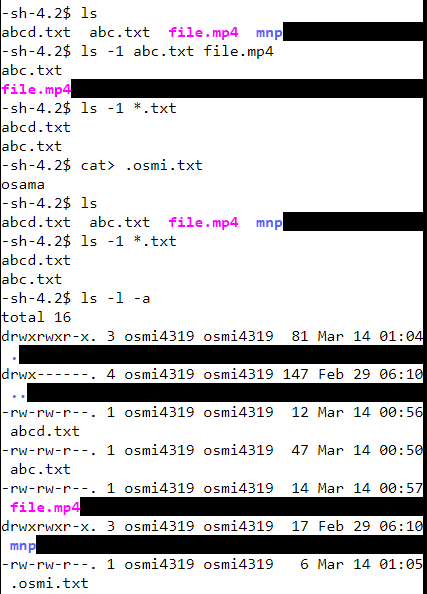 -sh-4.2$ ls
abcd.txt  abc.txt  file.mp4  mnp
-sh-4.2$ ls -1 abc.txt file.mp4
abc.txt
file.mp4
-sh-4.2$ ls -1 *.txt
abcd.txt
abc.txt
-sh-4.2$ cat> .osmi.txt
osama
-sh-4.2$ ls
abcd.txt  abc.txt  file.mp4  mnp
-sh-4.2$ ls -1 *.txt
abcd.txt
abc.txt
-sh-4.2$ ls -l -a
total 16
drwxrwxr-x. 3 osmi4319 osmi4319  81 Mar 14 01:04
 .
drwx------. 4 osmi4319 osmi4319 147 Feb 29 06:10
 ..
-rw-rw-r--. 1 osmi4319 osmi4319  12 Mar 14 00:56
 abcd.txt
-rw-rw-r--. 1 osmi4319 osmi4319  47 Mar 14 00:50
 abc.txt
-rw-rw-r--. 1 osmi4319 osmi4319  14 Mar 14 00:57
 file.mp4
drwxrwxr-x. 3 osmi4319 osmi4319  17 Feb 29 06:10
 mnp
-rw-rw-r--. 1 osmi4319 osmi4319   6 Mar 14 01:05
 .osmi.txt